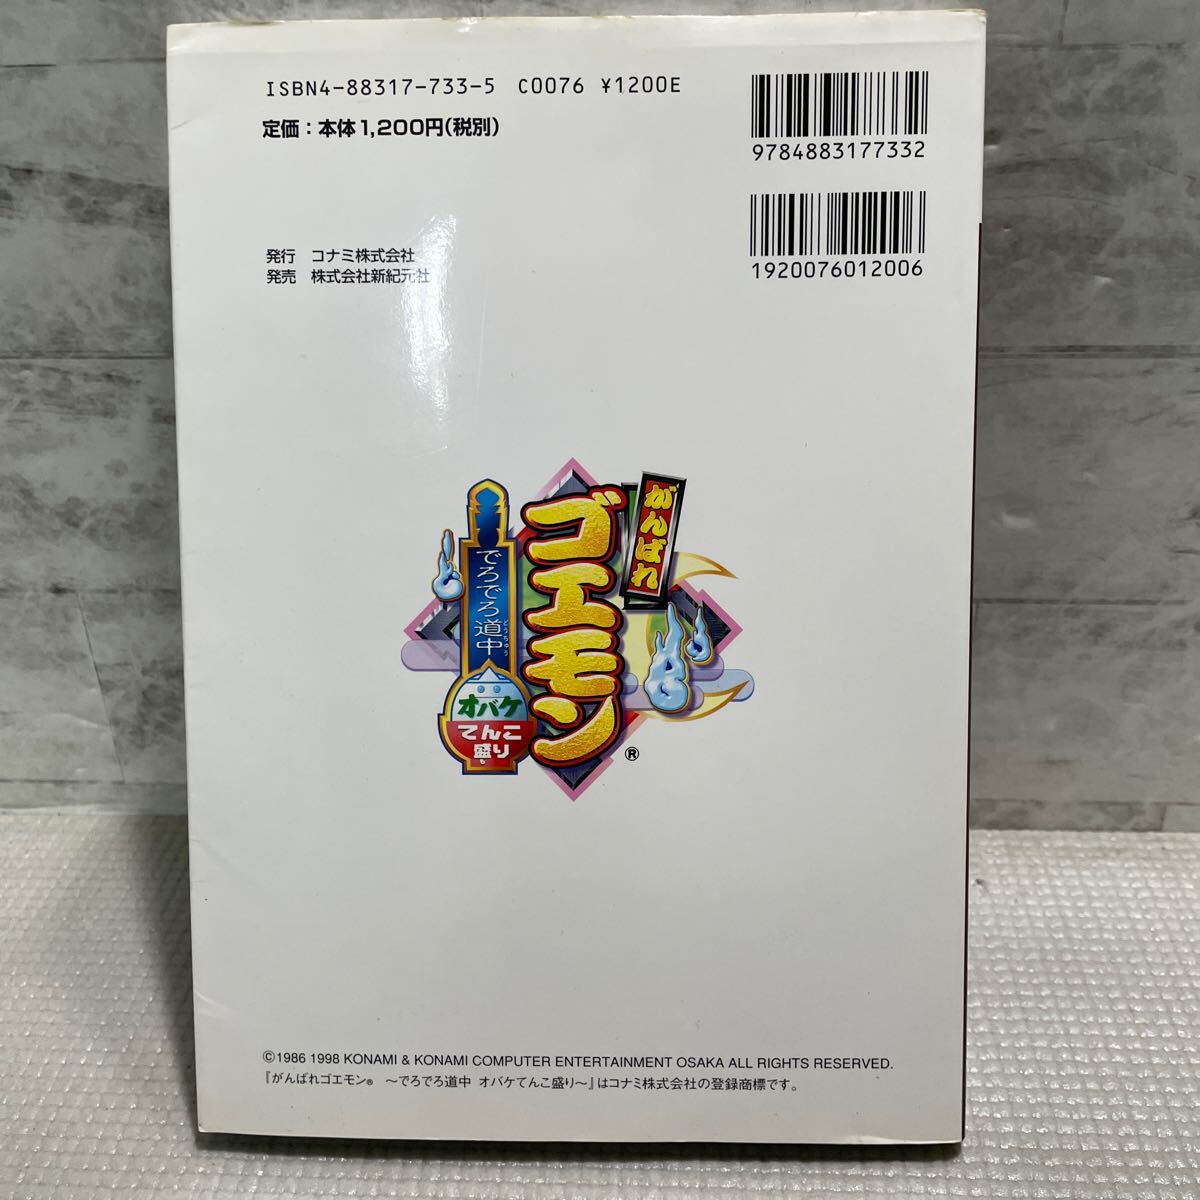 ISBN4-88317-733-5 C0076 ¥1200E
定価：本体1,200円(税別)
9784883177332
1920076012006
発行 コナミ株式会社
発売 株式会社新紀元社
がんばれ
ゴエモン
でろでろ道中
どうちゅう
オバケ
てんこ
盛り
®
©1986 1998 KONAMI & KONAMI COMPUTER ENTERTAINMENT OSAKA ALL RIGHTS RESERVED.
『がんばれゴエモン® ～でろでろ道中 オバケてんこ盛り～』はコナミ株式会社の登録商標です。